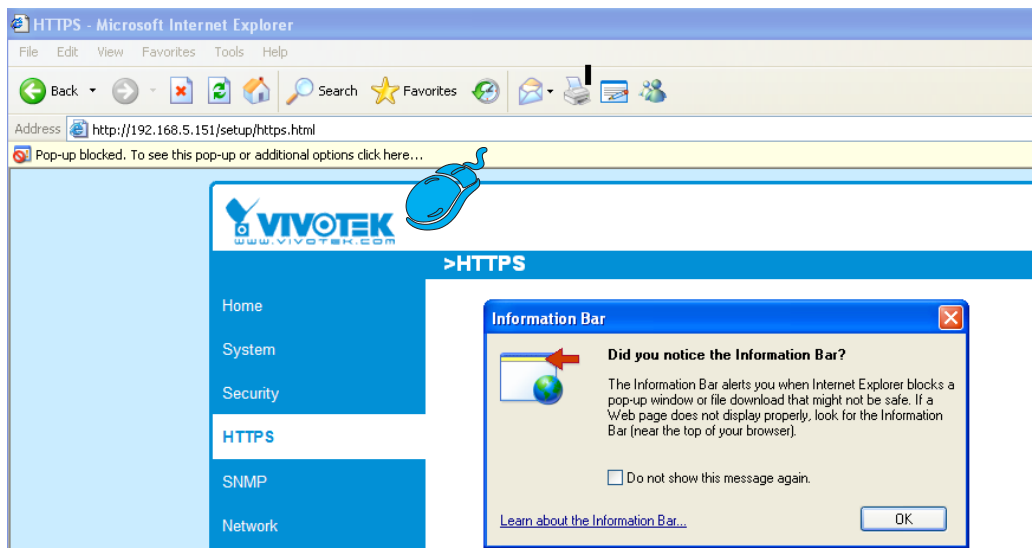 HTTPS - Microsoft Internet Explorer
File Edit View Favorites Tools Help
Back Search Favorites
Address http://192.168.5.151/setup/https.html
Pop-up blocked. To see this pop-up or additional options click here...
VIVOTEK
www.vivotek.com
>HTTPS
Home
System
Security
HTTPS
SNMP
Network
Information Bar
Did you notice the Information Bar?
The Information Bar alerts you when Internet Explorer blocks a
pop-up window or file download that might not be safe. If a
Web page does not display properly, look for the Information
Bar (near the top of your browser).
Do not show this message again.
Learn about the Information Bar...
OK